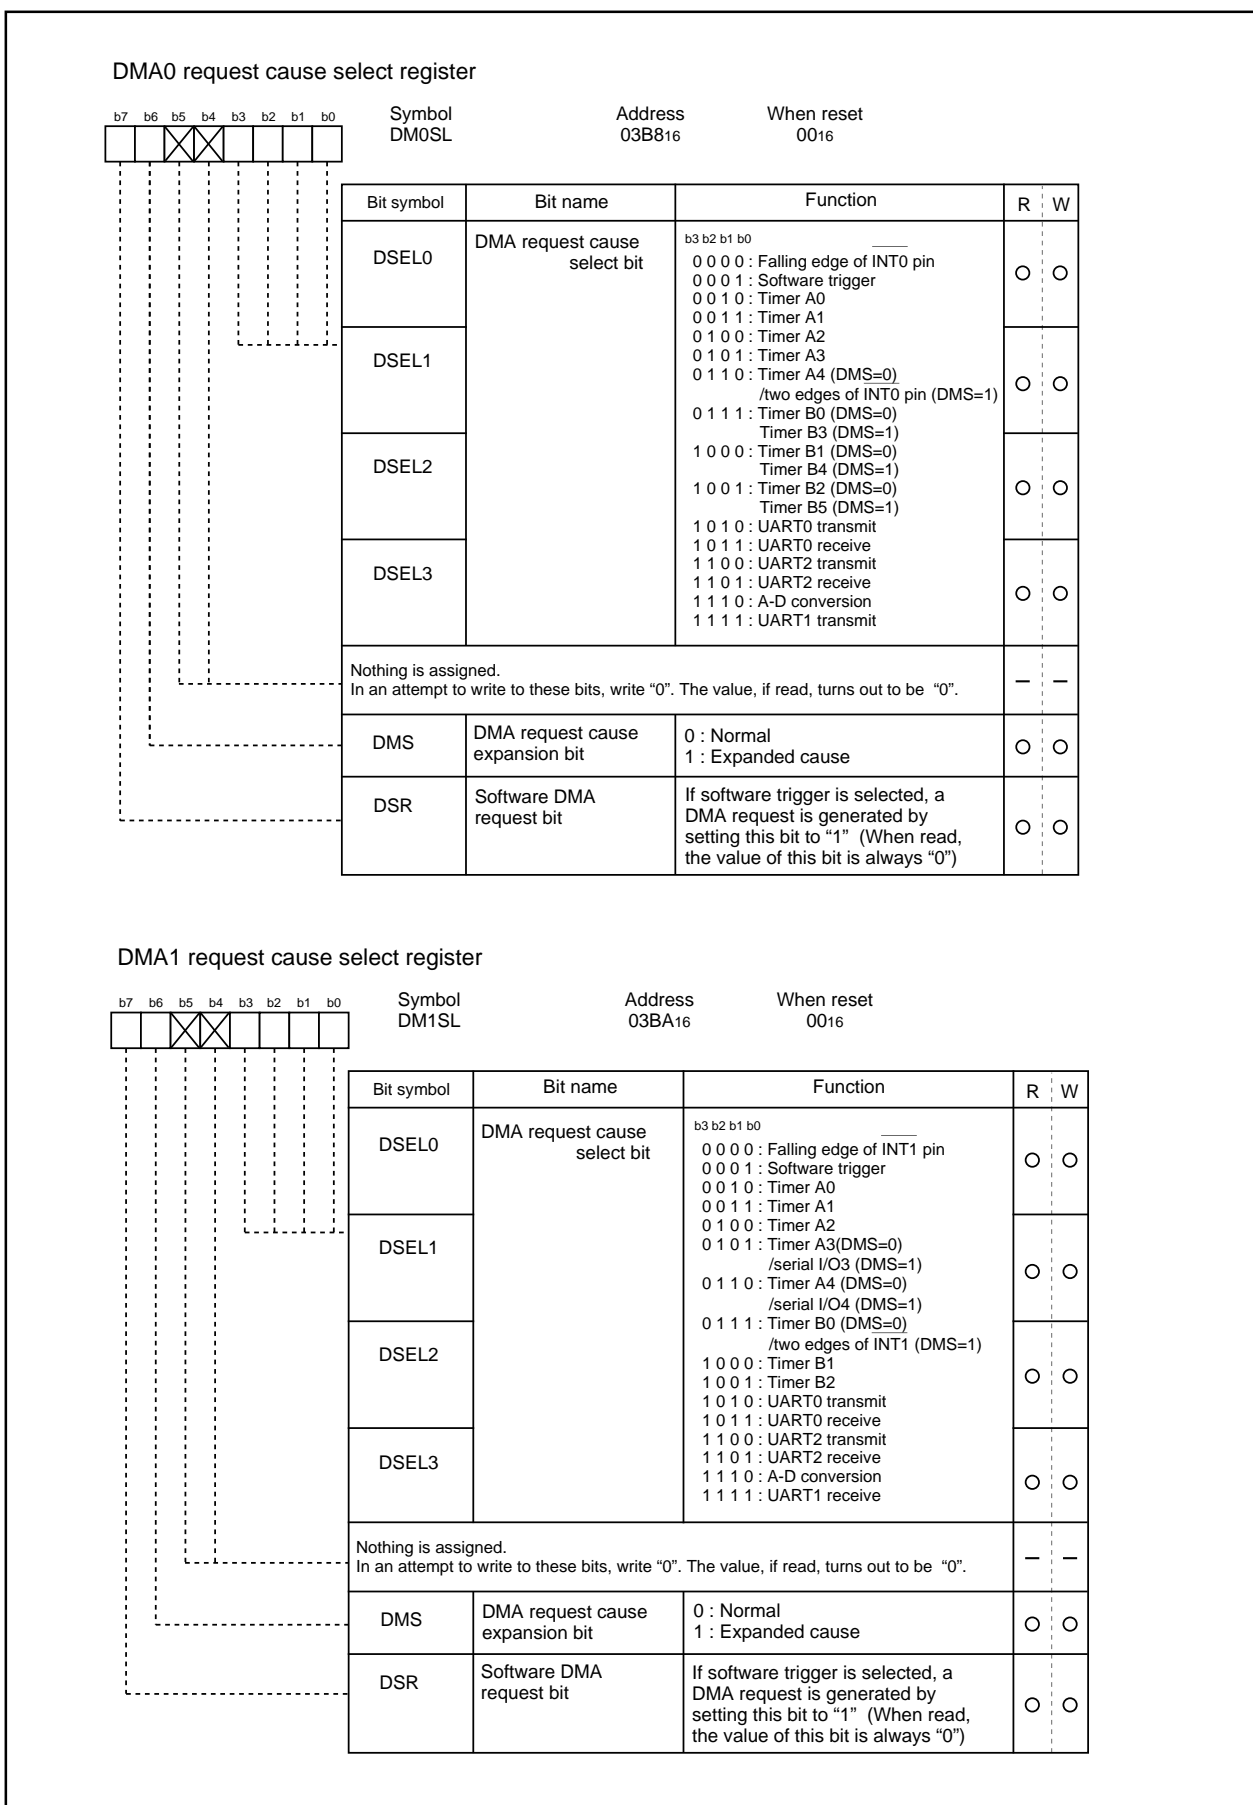 DMA0 request cause select register
b7 b6 b5 b4 b3 b2 b1 b0
Symbol Address When reset
DM0SL 03B816 0016
Bit symbol Bit name Function R W
DSEL0
DMA request cause
select bit
b3 b2 b1 b0
0 0 0 0 : Falling edge of INT0 pin
0 0 0 1 : Software trigger
0 0 1 0 : Timer A0
0 0 1 1 : Timer A1
0 1 0 0 : Timer A2
0 1 0 1 : Timer A3
0 1 1 0 : Timer A4 (DMS=0)
/two edges of INT0 pin (DMS=1)
0 1 1 1 : Timer B0 (DMS=0)
Timer B3 (DMS=1)
1 0 0 0 : Timer B1 (DMS=0)
Timer B4 (DMS=1)
1 0 0 1 : Timer B2 (DMS=0)
Timer B5 (DMS=1)
1 0 1 0 : UART0 transmit
1 0 1 1 : UART0 receive
1 1 0 0 : UART2 transmit
1 1 0 1 : UART2 receive
1 1 1 0 : A-D conversion
1 1 1 1 : UART1 transmit
DSEL1
DSEL2
DSEL3
Nothing is assigned.
In an attempt to write to these bits, write “0”. The value, if read, turns out to be “0”.
– –
DMS
DMA request cause
expansion bit
0 : Normal
1 : Expanded cause
DSR
Software DMA
request bit
If software trigger is selected, a
DMA request is generated by
setting this bit to “1” (When read,
the value of this bit is always “0”)
DMA1 request cause select register
b7 b6 b5 b4 b3 b2 b1 b0
Symbol Address When reset
DM1SL 03BA16 0016
Bit symbol Bit name Function R W
DSEL0
DMA request cause
select bit
b3 b2 b1 b0
0 0 0 0 : Falling edge of INT1 pin
0 0 0 1 : Software trigger
0 0 1 0 : Timer A0
0 0 1 1 : Timer A1
0 1 0 0 : Timer A2
0 1 0 1 : Timer A3(DMS=0)
/serial I/O3 (DMS=1)
0 1 1 0 : Timer A4 (DMS=0)
/serial I/O4 (DMS=1)
0 1 1 1 : Timer B0 (DMS=0)
/two edges of INT1 (DMS=1)
1 0 0 0 : Timer B1
1 0 0 1 : Timer B2
1 0 1 0 : UART0 transmit
1 0 1 1 : UART0 receive
1 1 0 0 : UART2 transmit
1 1 0 1 : UART2 receive
1 1 1 0 : A-D conversion
1 1 1 1 : UART1 receive
DSEL1
DSEL2
DSEL3
Nothing is assigned.
In an attempt to write to these bits, write “0”. The value, if read, turns out to be “0”.
– –
DMS
DMA request cause
expansion bit
0 : Normal
1 : Expanded cause
DSR
Software DMA
request bit
If software trigger is selected, a
DMA request is generated by
setting this bit to “1” (When read,
the value of this bit is always “0”)